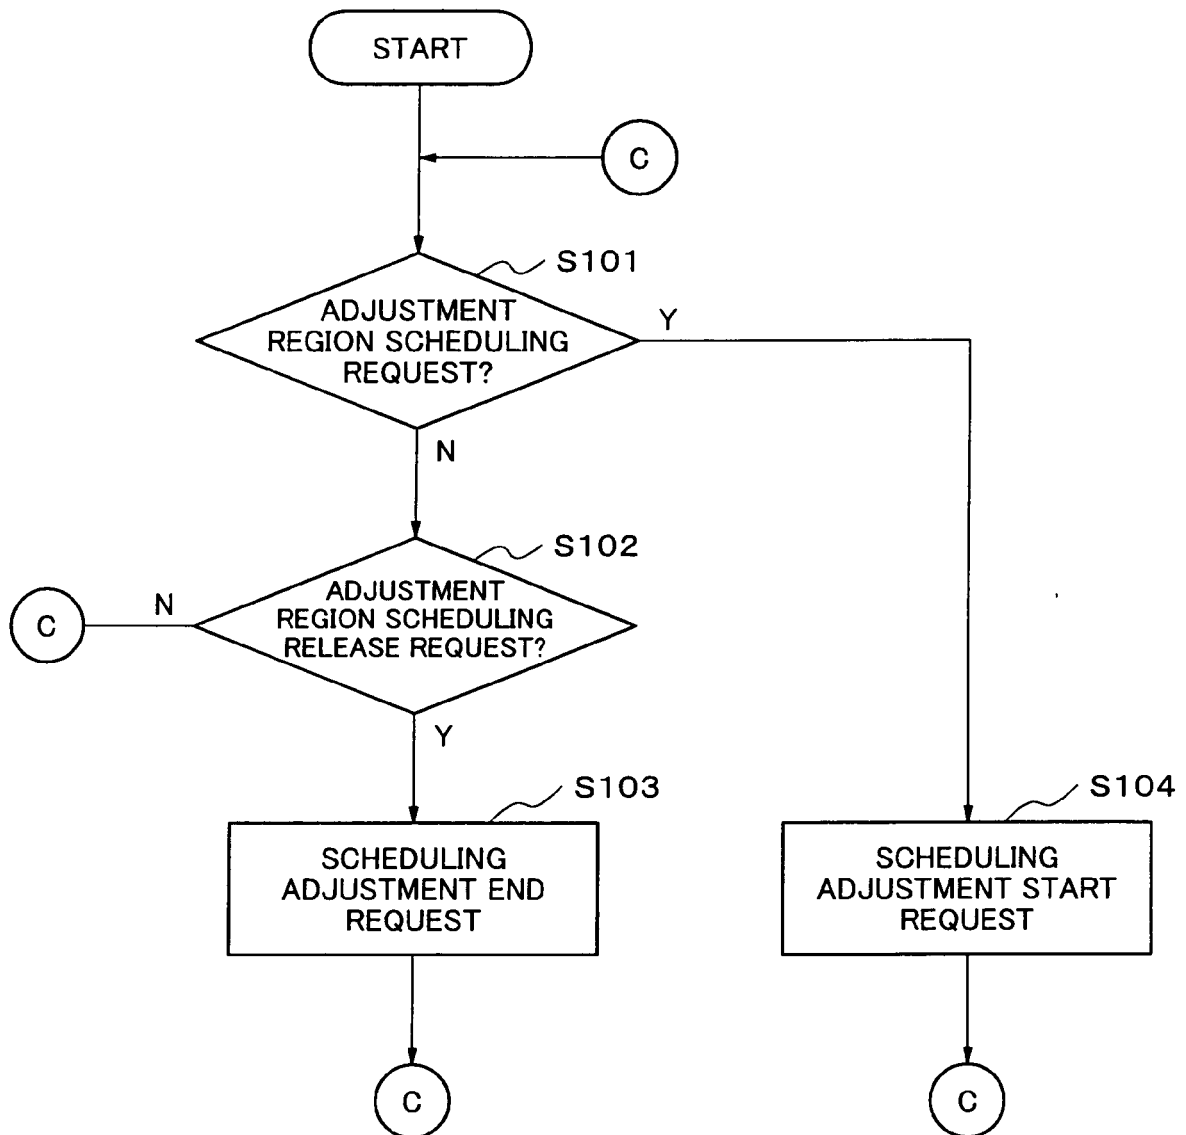 START
C
S101
ADJUSTMENT
REGION SCHEDULING
REQUEST?
Y
N
S102
ADJUSTMENT
REGION SCHEDULING
RELEASE REQUEST?
N
C
Y
S103
SCHEDULING
ADJUSTMENT END
REQUEST
S104
SCHEDULING
ADJUSTMENT START
REQUEST
C
C